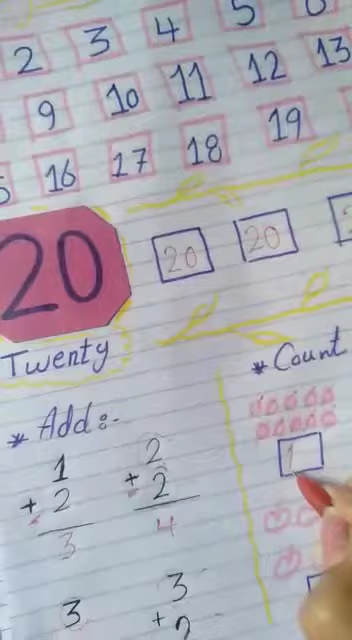 2 3 4 5
9 10 11 12 13
16 17 18 19
20 20 20
Twenty
* Count
* Add:-
1 2
+ 2 + 2
3 4
1
3 3
+ 2